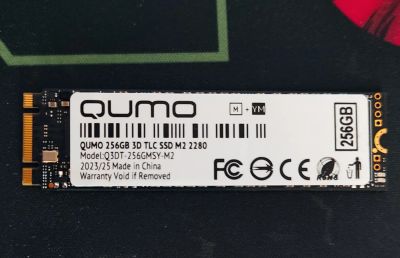 QUMO
M + YM
QUMO 256GB 3D TLC SSD M2 2280
Model:Q3DT-256GMSY-M2
2023/25 Made in China
Warranty Void if Removed
FC CE
256GB